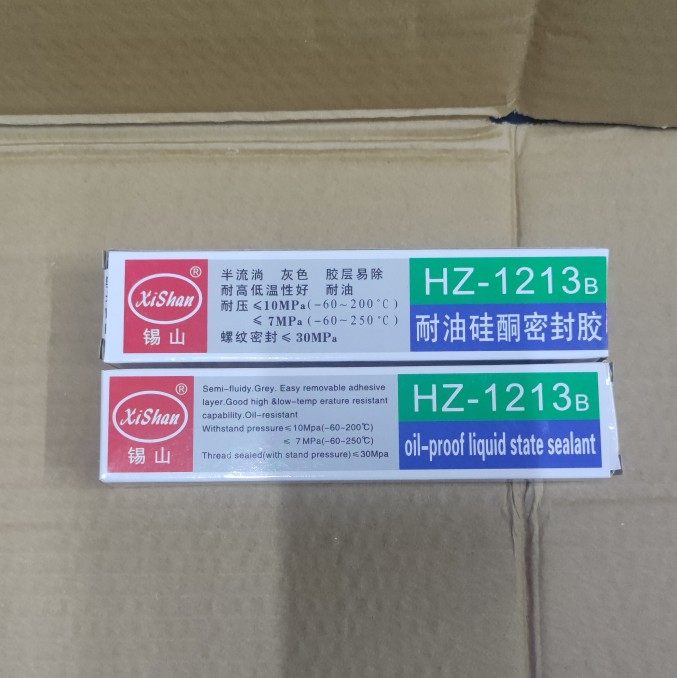 XiShan®
锡山
半流淌 灰色 胶层易除
耐高低温性好 耐油
耐压≤10MPa(-60~200℃)
≤ 7MPa(-60~250℃)
螺纹密封≤30MPa
HZ-1213B
耐油硅酮密封胶
XiShan®
锡山
Semi-fluidy.Grey. Easy removable adhesive
layer.Good high &low-temp erature resistant
capability.Oil-resistant
Withstand pressure≤10Mpa(-60-200℃)
≤ 7MPa(-60-250℃)
Thread sealed(with stand pressure)≤30Mpa
HZ-1213B
oil-proof liquid state sealant